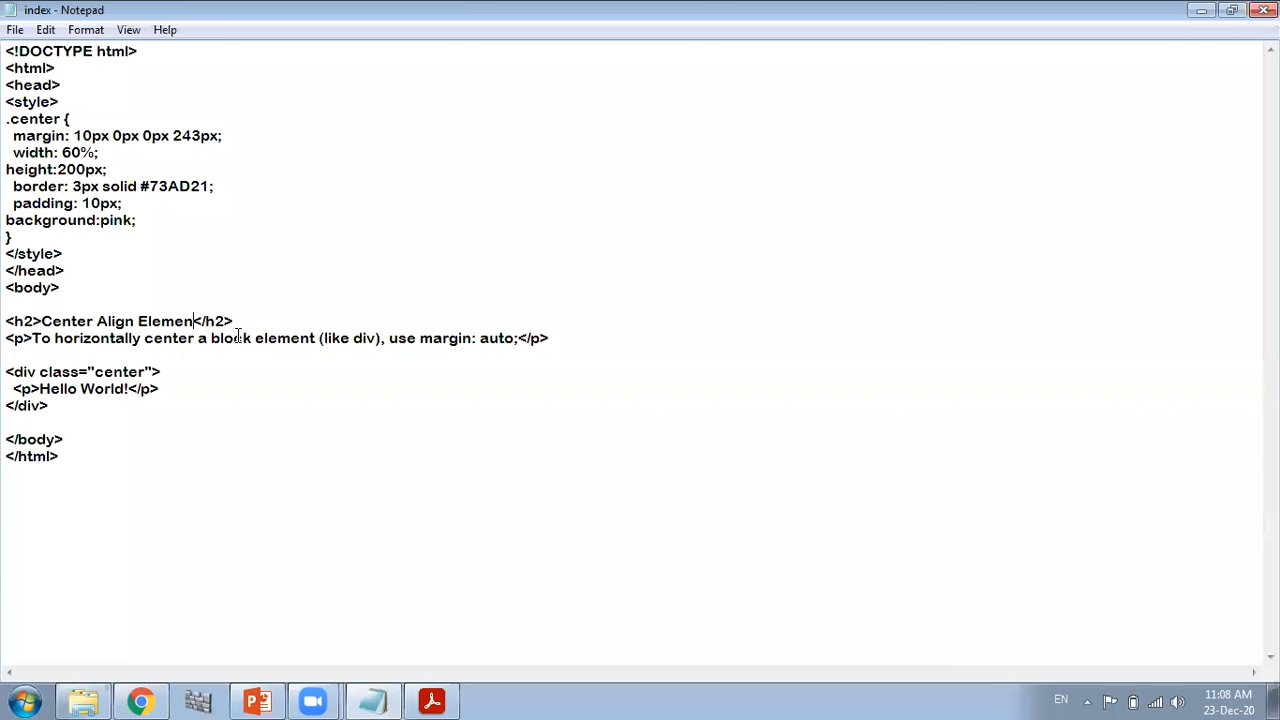 index - Notepad
File Edit Format View Help
<!DOCTYPE html>
<html>
<head>
<style>
.center {
  margin: 10px 0px 0px 243px;
  width: 60%;
height:200px;
  border: 3px solid #73AD21;
  padding: 10px;
background:pink;
}
</style>
</head>
<body>
<h2>Center Align Elemen</h2>
<p>To horizontally center a block element (like div), use margin: auto;</p>
<div class="center">
  <p>Hello World!</p>
</div>
</body>
</html>
EN 11:08 AM
23-Dec-20